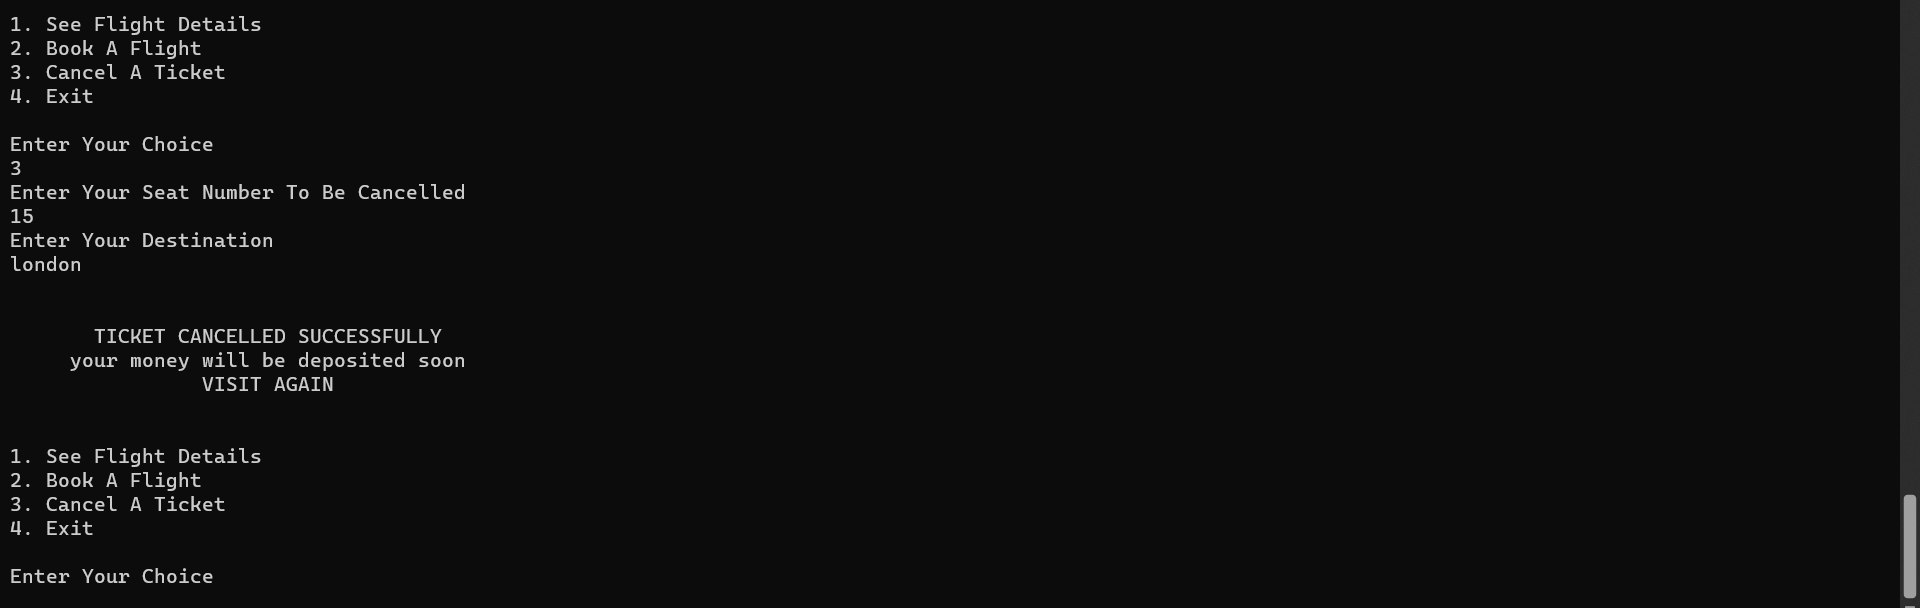 1. See Flight Details
2. Book A Flight
3. Cancel A Ticket
4. Exit
Enter Your Choice
3
Enter Your Seat Number To Be Cancelled
15
Enter Your Destination
london
TICKET CANCELLED SUCCESSFULLY
your money will be deposited soon
VISIT AGAIN
1. See Flight Details
2. Book A Flight
3. Cancel A Ticket
4. Exit
Enter Your Choice